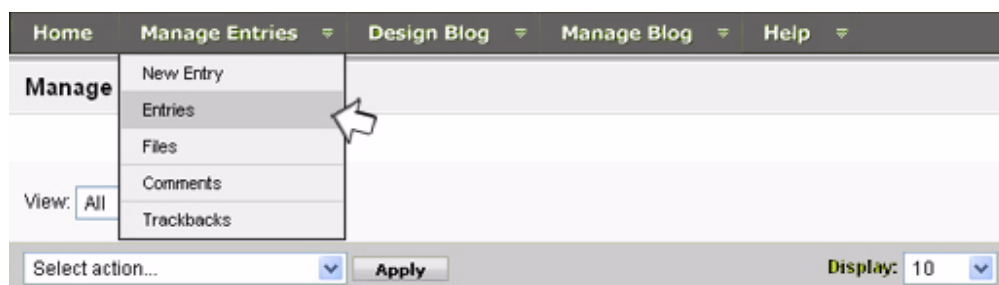 Home Manage Entries Design Blog Manage Blog Help
New Entry
Manage
Entries
Files
Comments
View: All
Trackbacks
Select action... Apply Display: 10